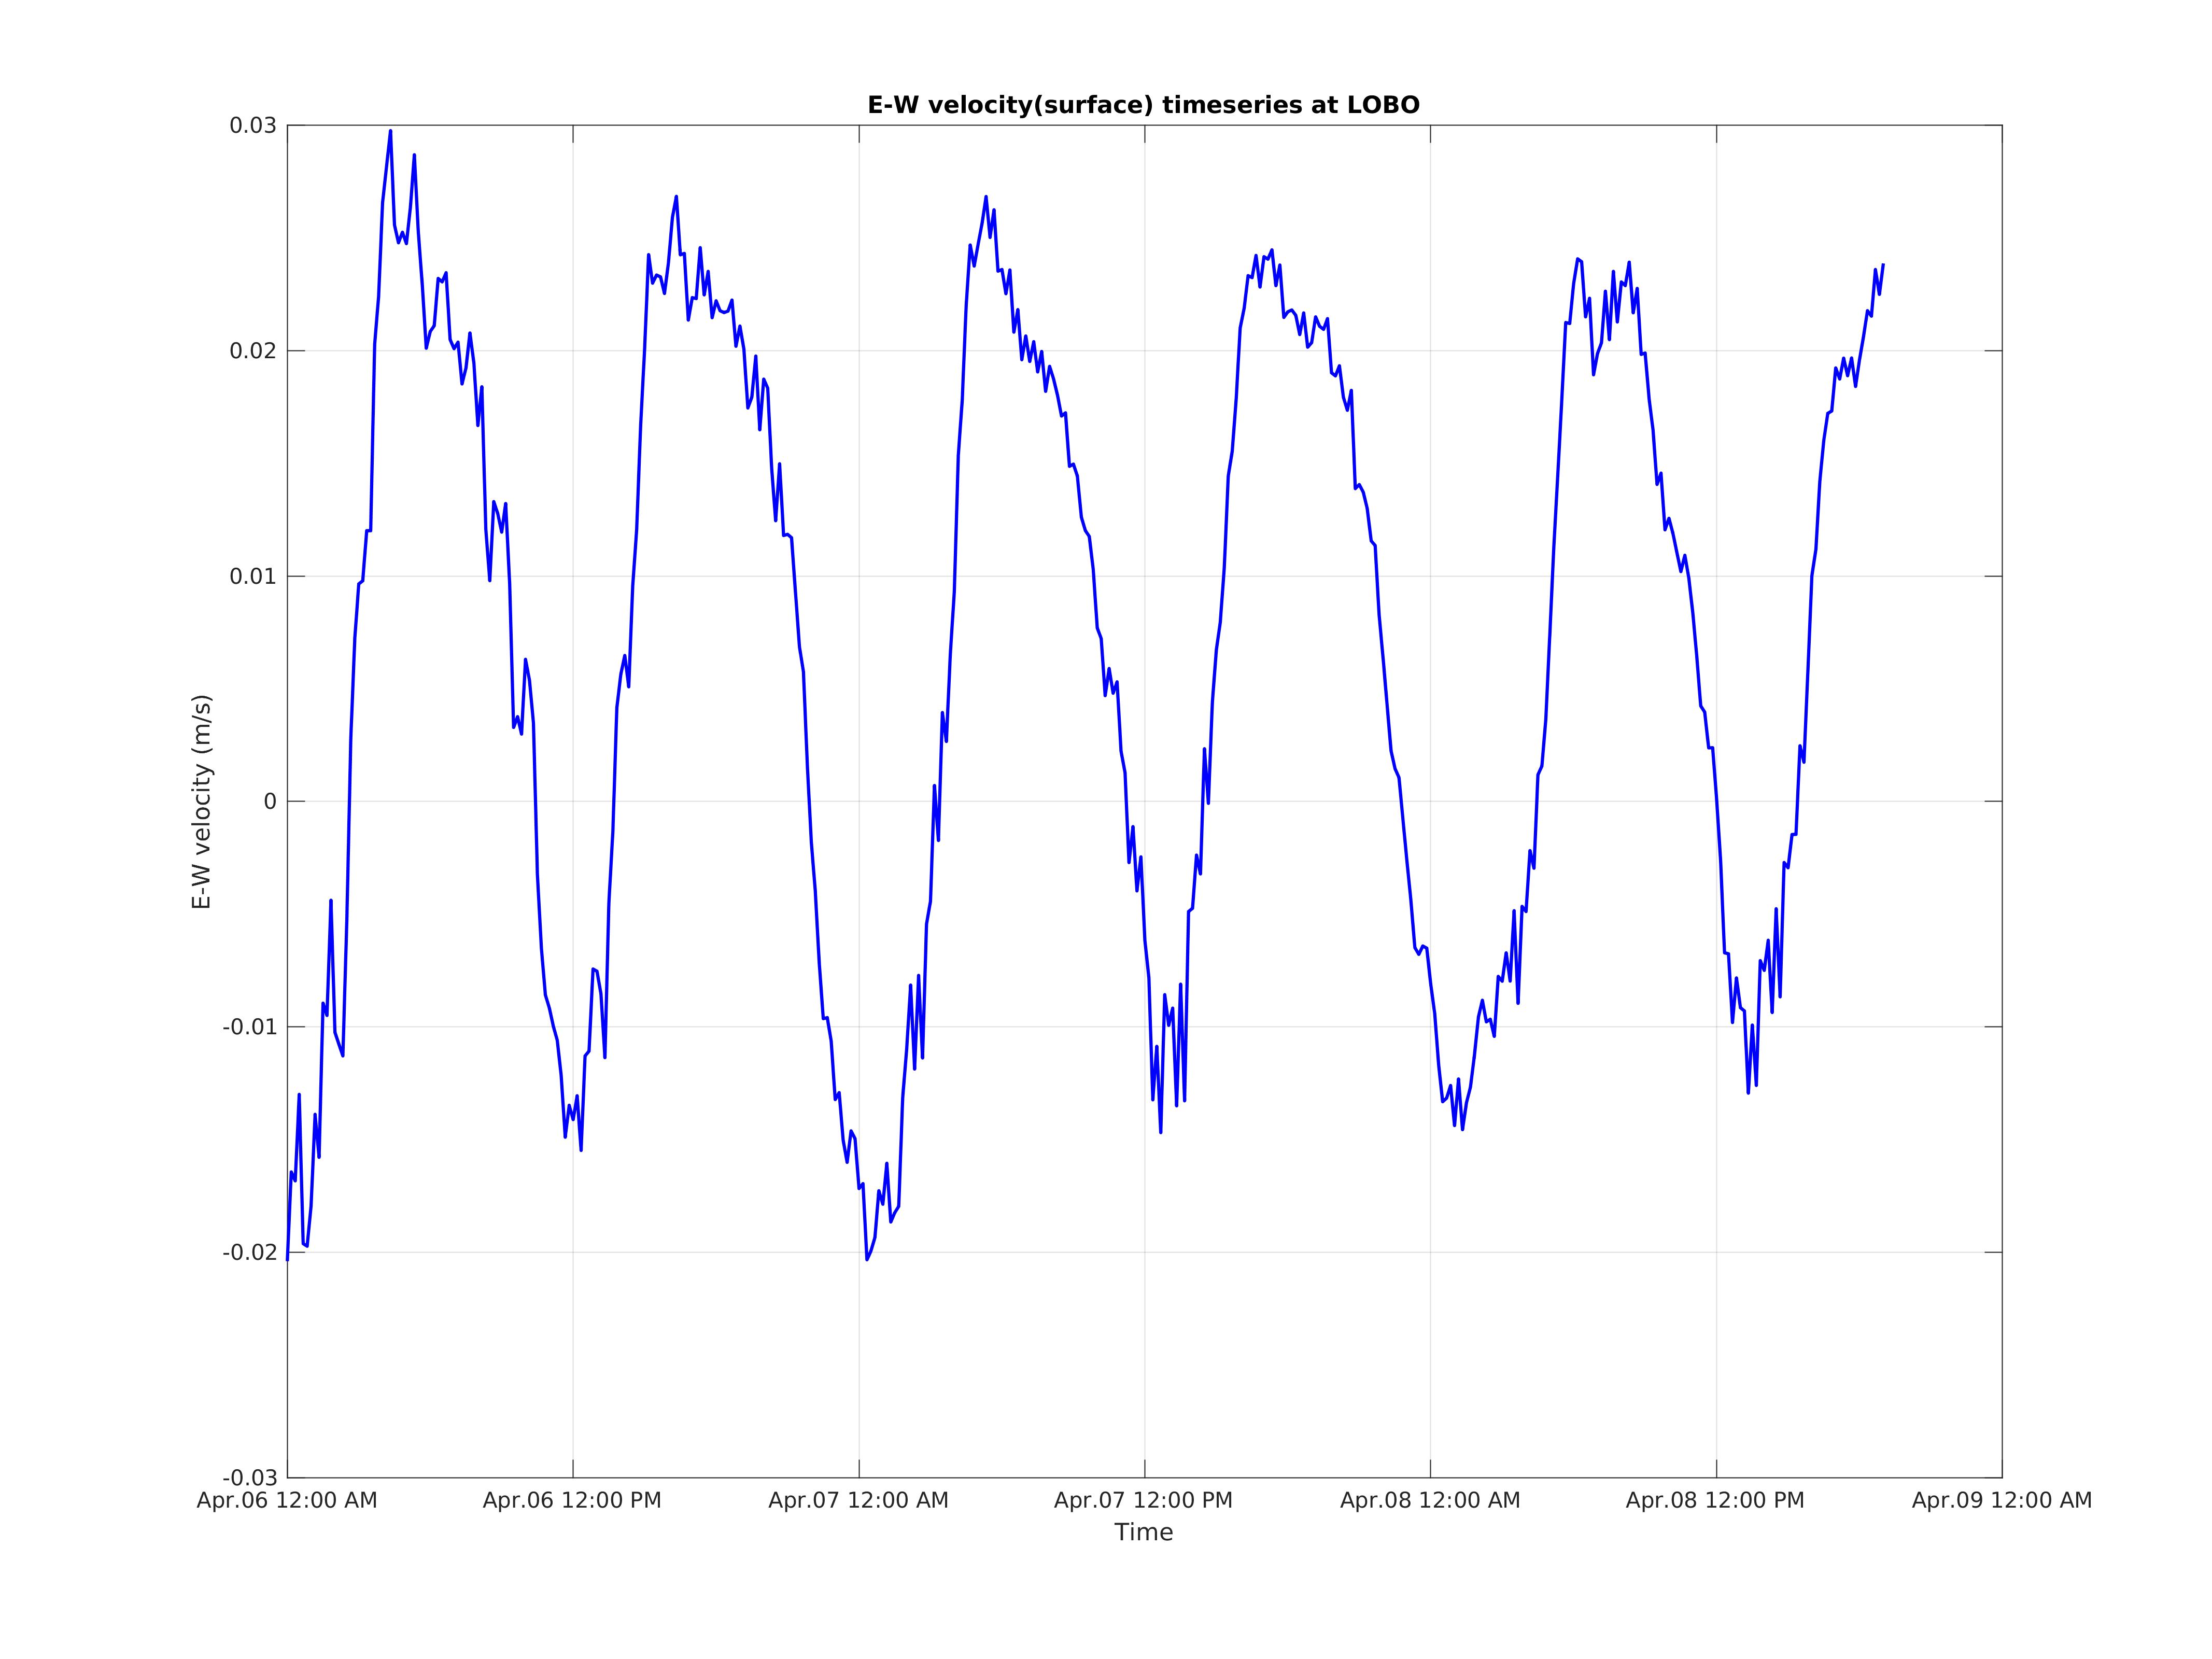 E-W velocity(surface) timeseries at LOBO
0.03
0.02
0.01
0
-0.01
-0.02
-0.03
E-W velocity (m/s)
Apr.06 12:00 AM
Apr.06 12:00 PM
Apr.07 12:00 AM
Apr.07 12:00 PM
Apr.08 12:00 AM
Apr.08 12:00 PM
Apr.09 12:00 AM
Time